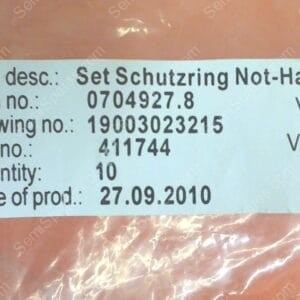 desc.: Set Schutzring Not-Ha
no.: 0704927.8
wing no.: 19003023215
no.: 411744
ntity: 10
e of prod.: 27.09.2010